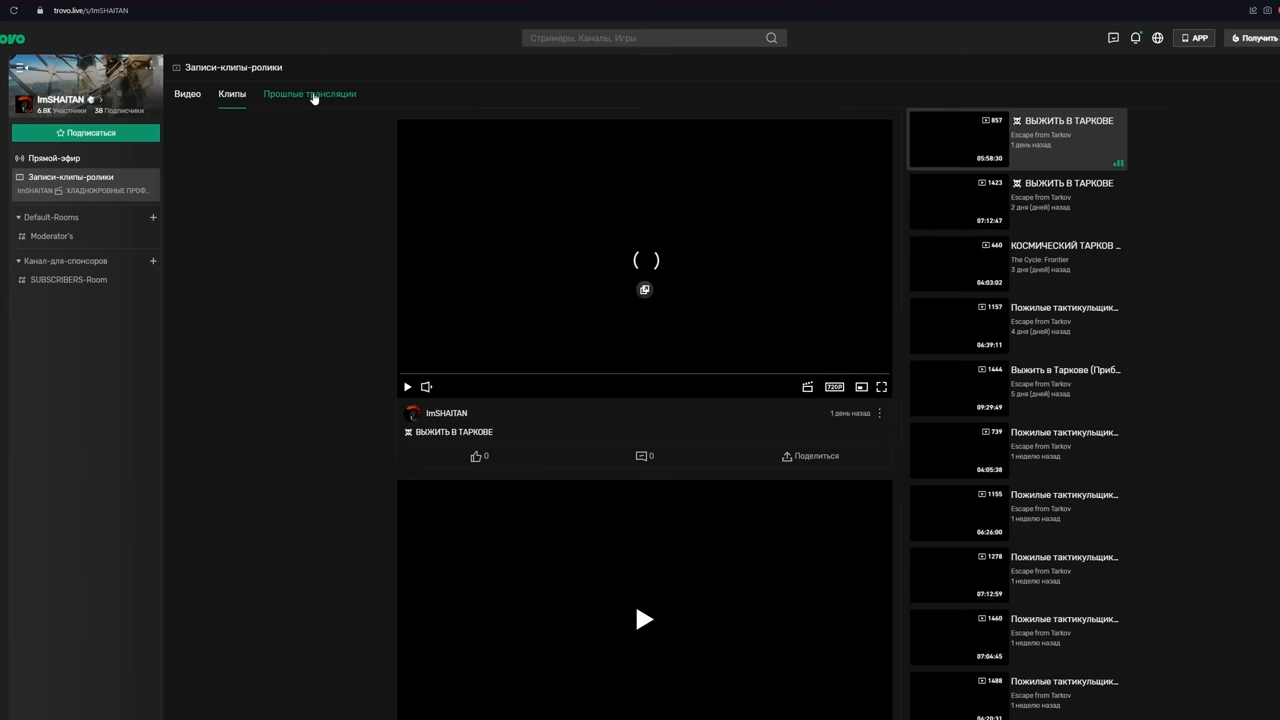 trovo.live/s/ImSHAITAN
ovo
Стримеры, Каналы, Игры
APP
Получить
ImSHAITAN
6.8K Участники 38 Подписчики
Подписаться
Прямой-эфир
Записи-клипы-ролики
ImSHAITAN ХЛАДНОКРОВНЫЕ ПРОФ...
Default-Rooms
Moderator's
Канал-для-спонсоров
SUBSCRIBERS-Room
Записи-клипы-ролики
Видео Клипы Прошлые трансляции
720P
ImSHAITAN
1 день назад
ВЫЖИТЬ В ТАРКОВЕ
0
0
Поделиться
857
05:58:30
ВЫЖИТЬ В ТАРКОВЕ
Escape from Tarkov
1 день назад
1423
07:12:47
ВЫЖИТЬ В ТАРКОВЕ
Escape from Tarkov
2 дня (дней) назад
460
04:03:02
КОСМИЧЕСКИЙ ТАРКОВ ...
The Cycle: Frontier
3 дня (дней) назад
1157
06:39:11
Пожилые тактикульщик...
Escape from Tarkov
4 дня (дней) назад
1444
09:29:49
Выжить в Таркове (Приб...
Escape from Tarkov
5 дня (дней) назад
739
04:05:38
Пожилые тактикульщик...
Escape from Tarkov
1 неделю назад
1155
06:26:00
Пожилые тактикульщик...
Escape from Tarkov
1 неделю назад
1278
07:12:59
Пожилые тактикульщик...
Escape from Tarkov
1 неделю назад
1460
07:04:45
Пожилые тактикульщик...
Escape from Tarkov
1 неделю назад
1488
06:20:31
Пожилые тактикульщик...
Escape from Tarkov
1 неделю назад